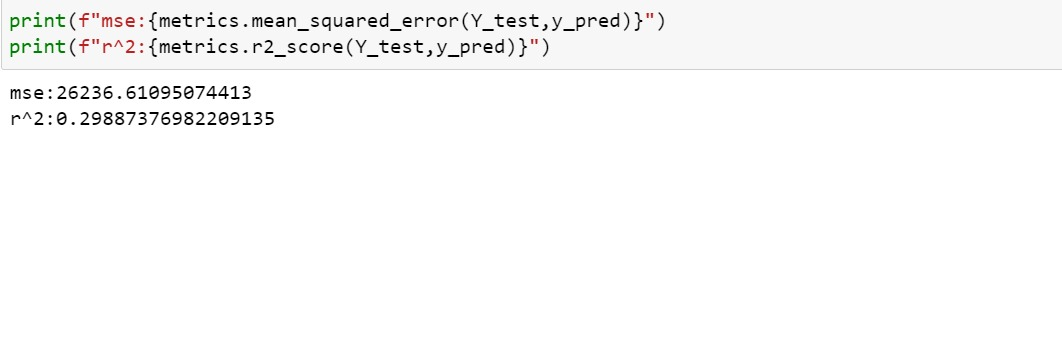 print(f"mse:{metrics.mean_squared_error(Y_test,y_pred)}")
print(f"r^2:{metrics.r2_score(Y_test,y_pred)}")
mse:26236.61095074413
r^2:0.29887376982209135